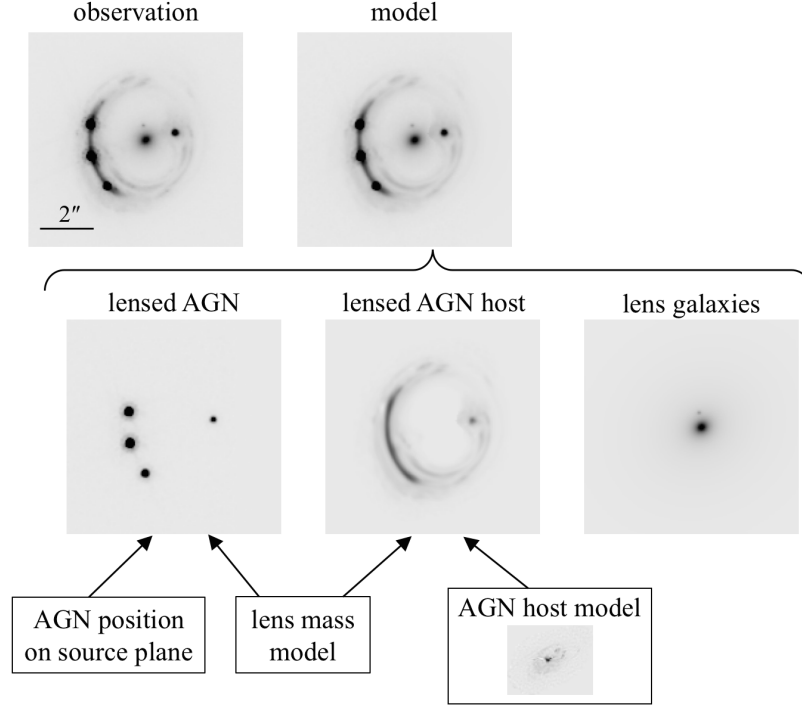 observation
model
2″
lensed AGN
lensed AGN host
lens galaxies
AGN position
on source plane
lens mass
model
AGN host model